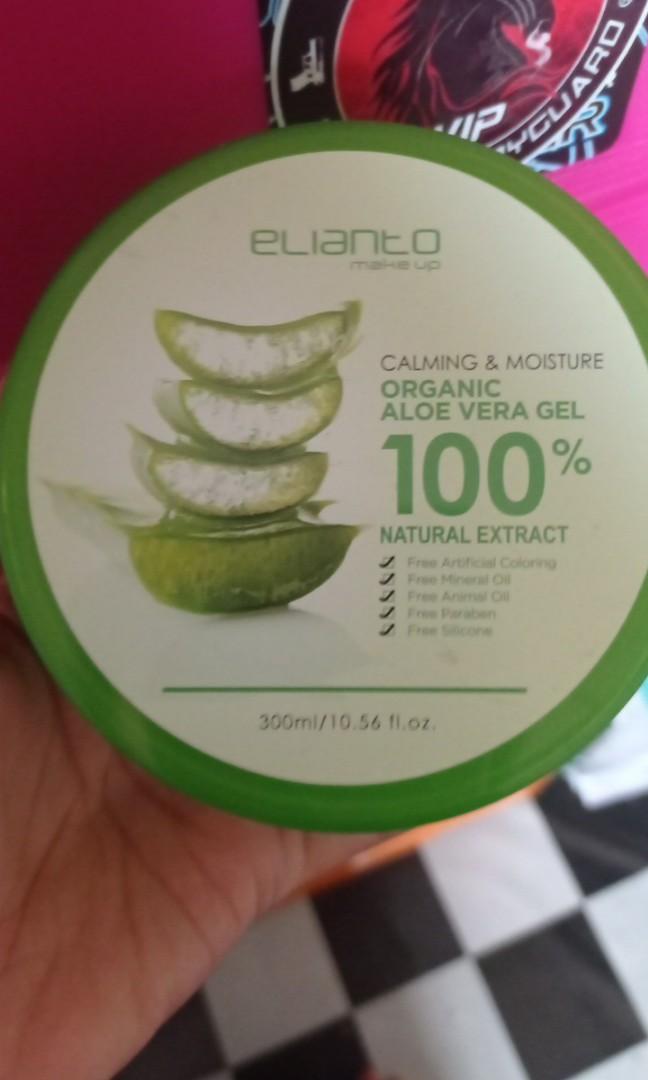 VIP
elianto
make up
CALMING & MOISTURE
ORGANIC
ALOE VERA GEL
100%
NATURAL EXTRACT
Free Artificial Coloring
Free Mineral Oil
Free Animal Oil
Free Paraben
Free Silicone
300ml/10.56 fl.oz.